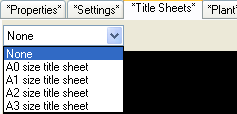 *Properties* *Settings* *Title Sheets* *Plant*
None
None
A0 size title sheet
A1 size title sheet
A2 size title sheet
A3 size title sheet